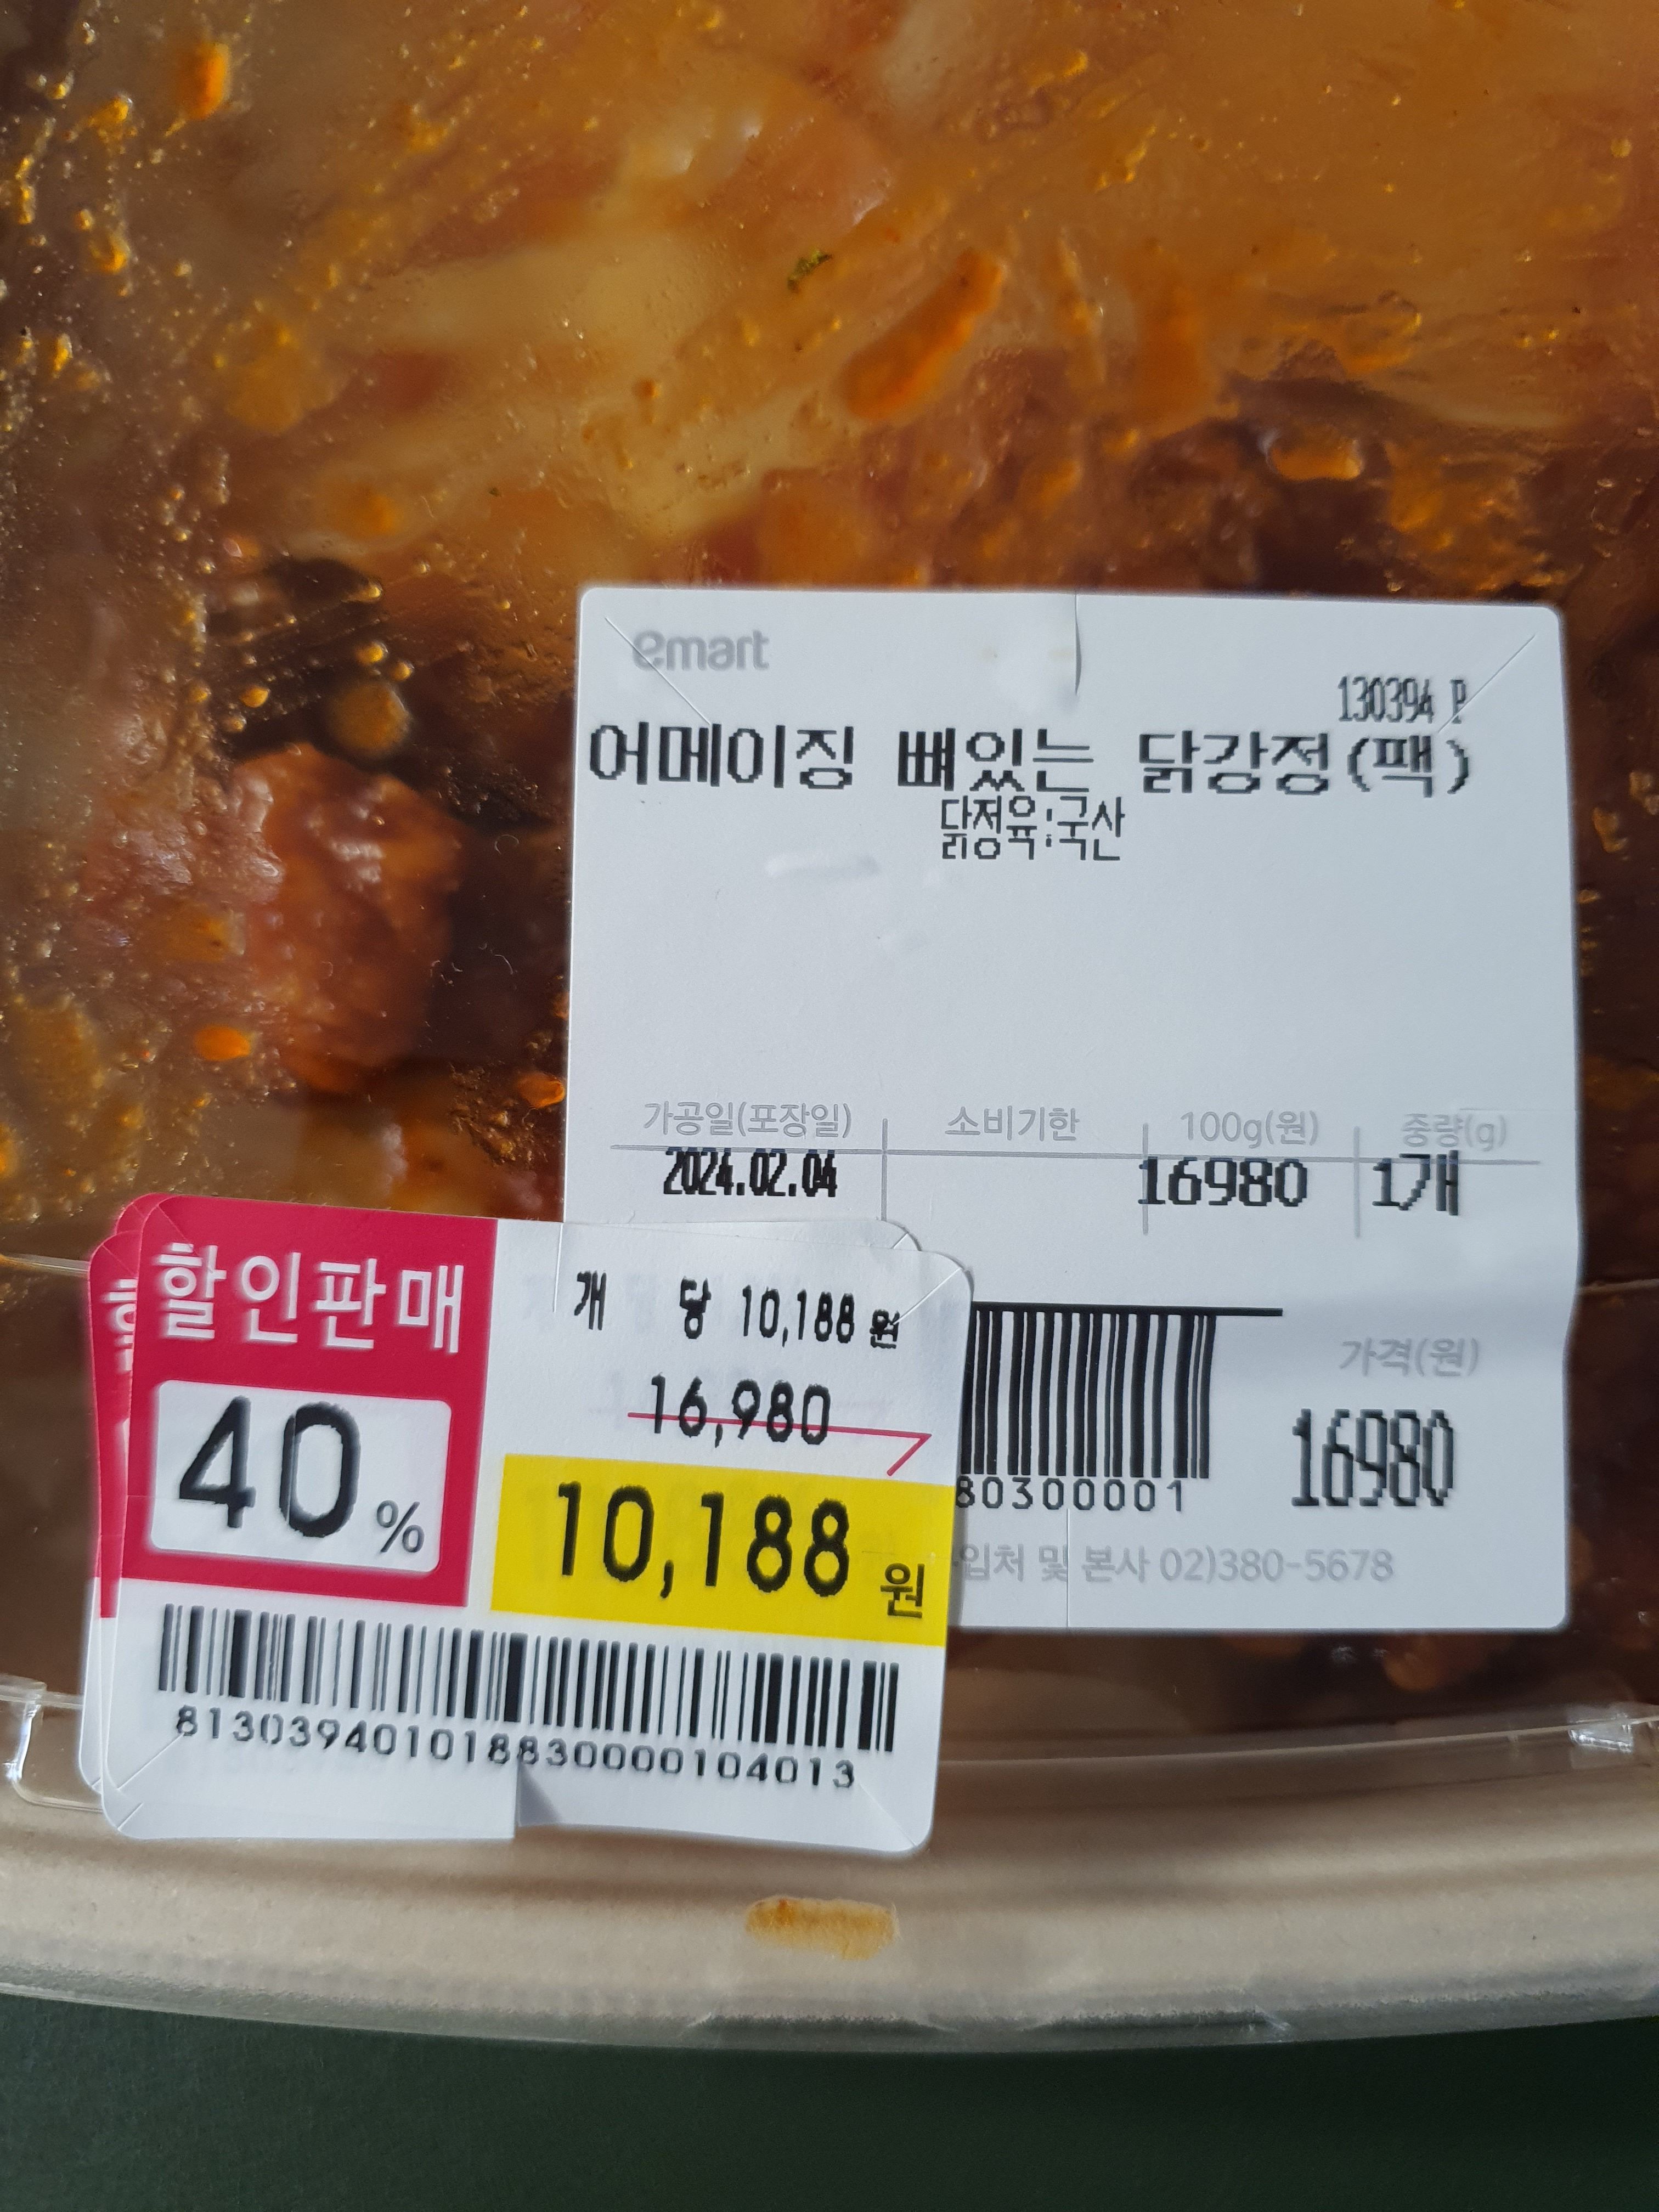 emart
130394 P
어메이징 뼈있는 닭강정(팩)
닭정육:국산
가공일(포장일) 소비기한 100g(원) 중량(g)
2024.02.04 16980 1개
가격(원)
16980
80300001
입처 및 본사 02)380-5678
할인판매
40%
개 당 10,188 원
16,980
10,188 원
8130394010188300000104013